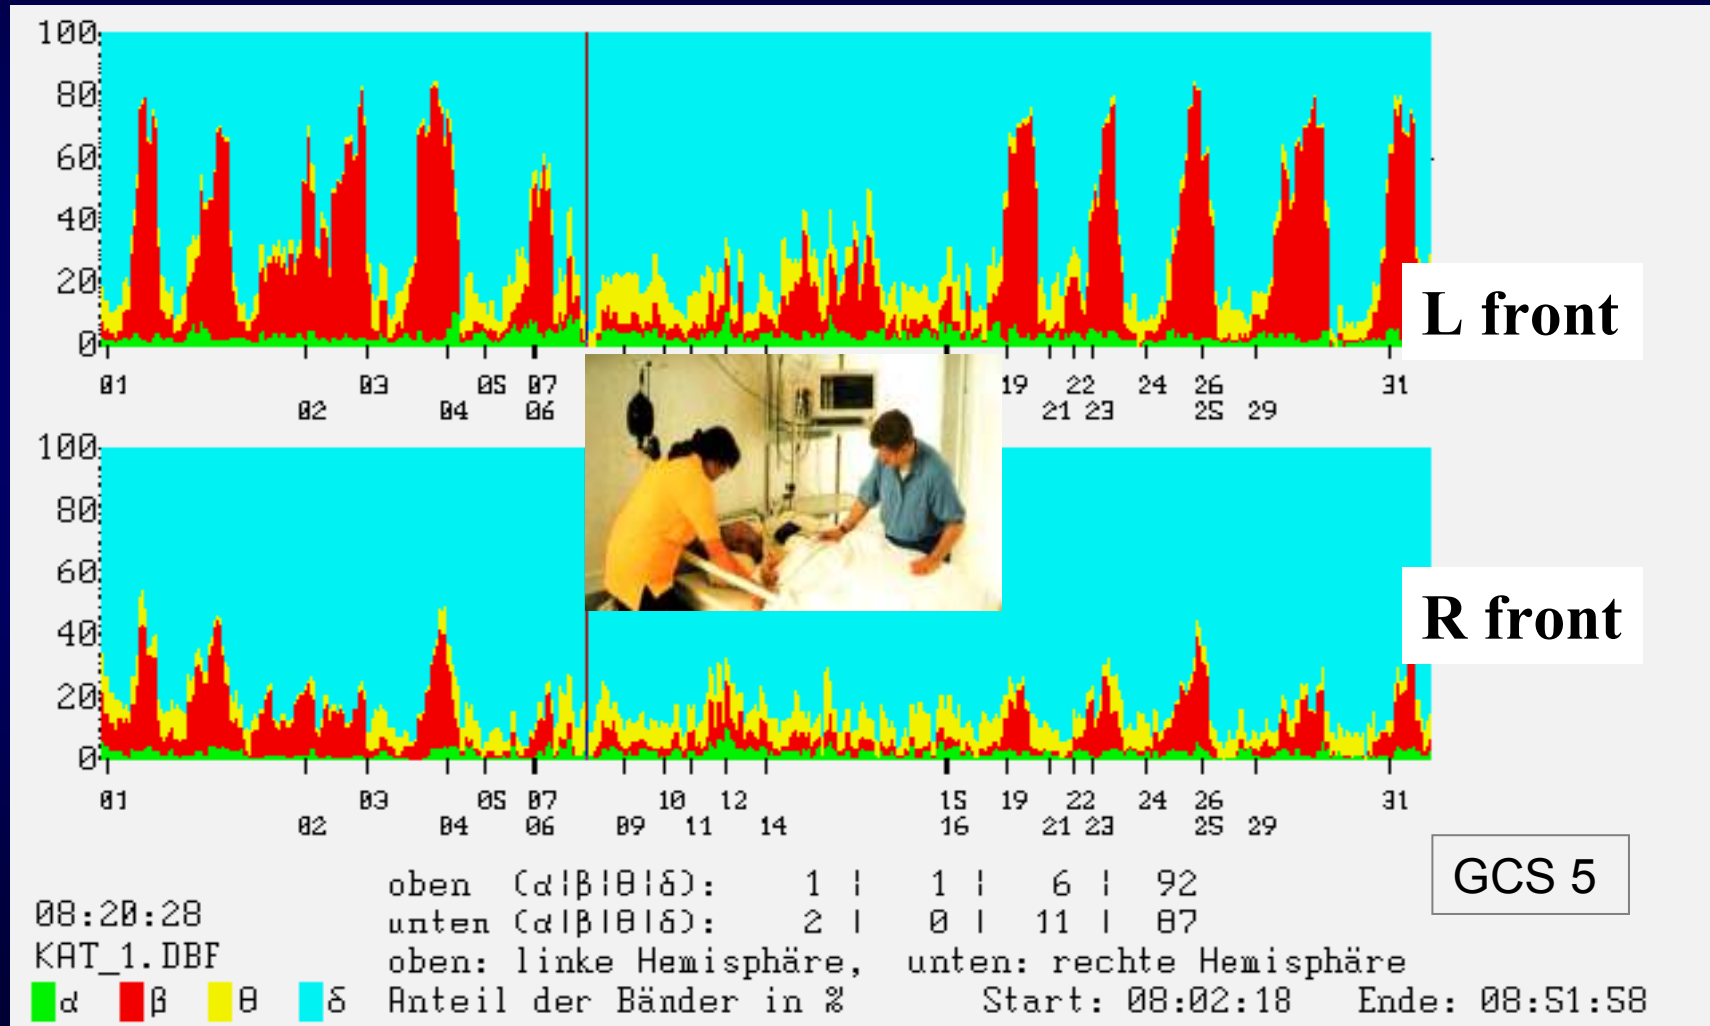 100
80
60
40
20
0
01 03 05 07 19 22 24 26 31
02 04 06 21 23 25 29
L front
100
80
60
40
20
0
R front
01 03 05 07 10 12 15 19 22 24 26 31
02 04 06 09 11 14 16 21 23 25 29
GCS 5
oben (α|β|θ|δ): 1 | 1 | 6 | 92
08:20:28
unten (α|β|θ|δ): 2 | 0 | 11 | 87
KAT_1.DBF
oben: linke Hemisphäre, unten: rechte Hemisphäre
α β θ δ Anteil der Bänder in % Start: 08:02:18 Ende: 08:51:58